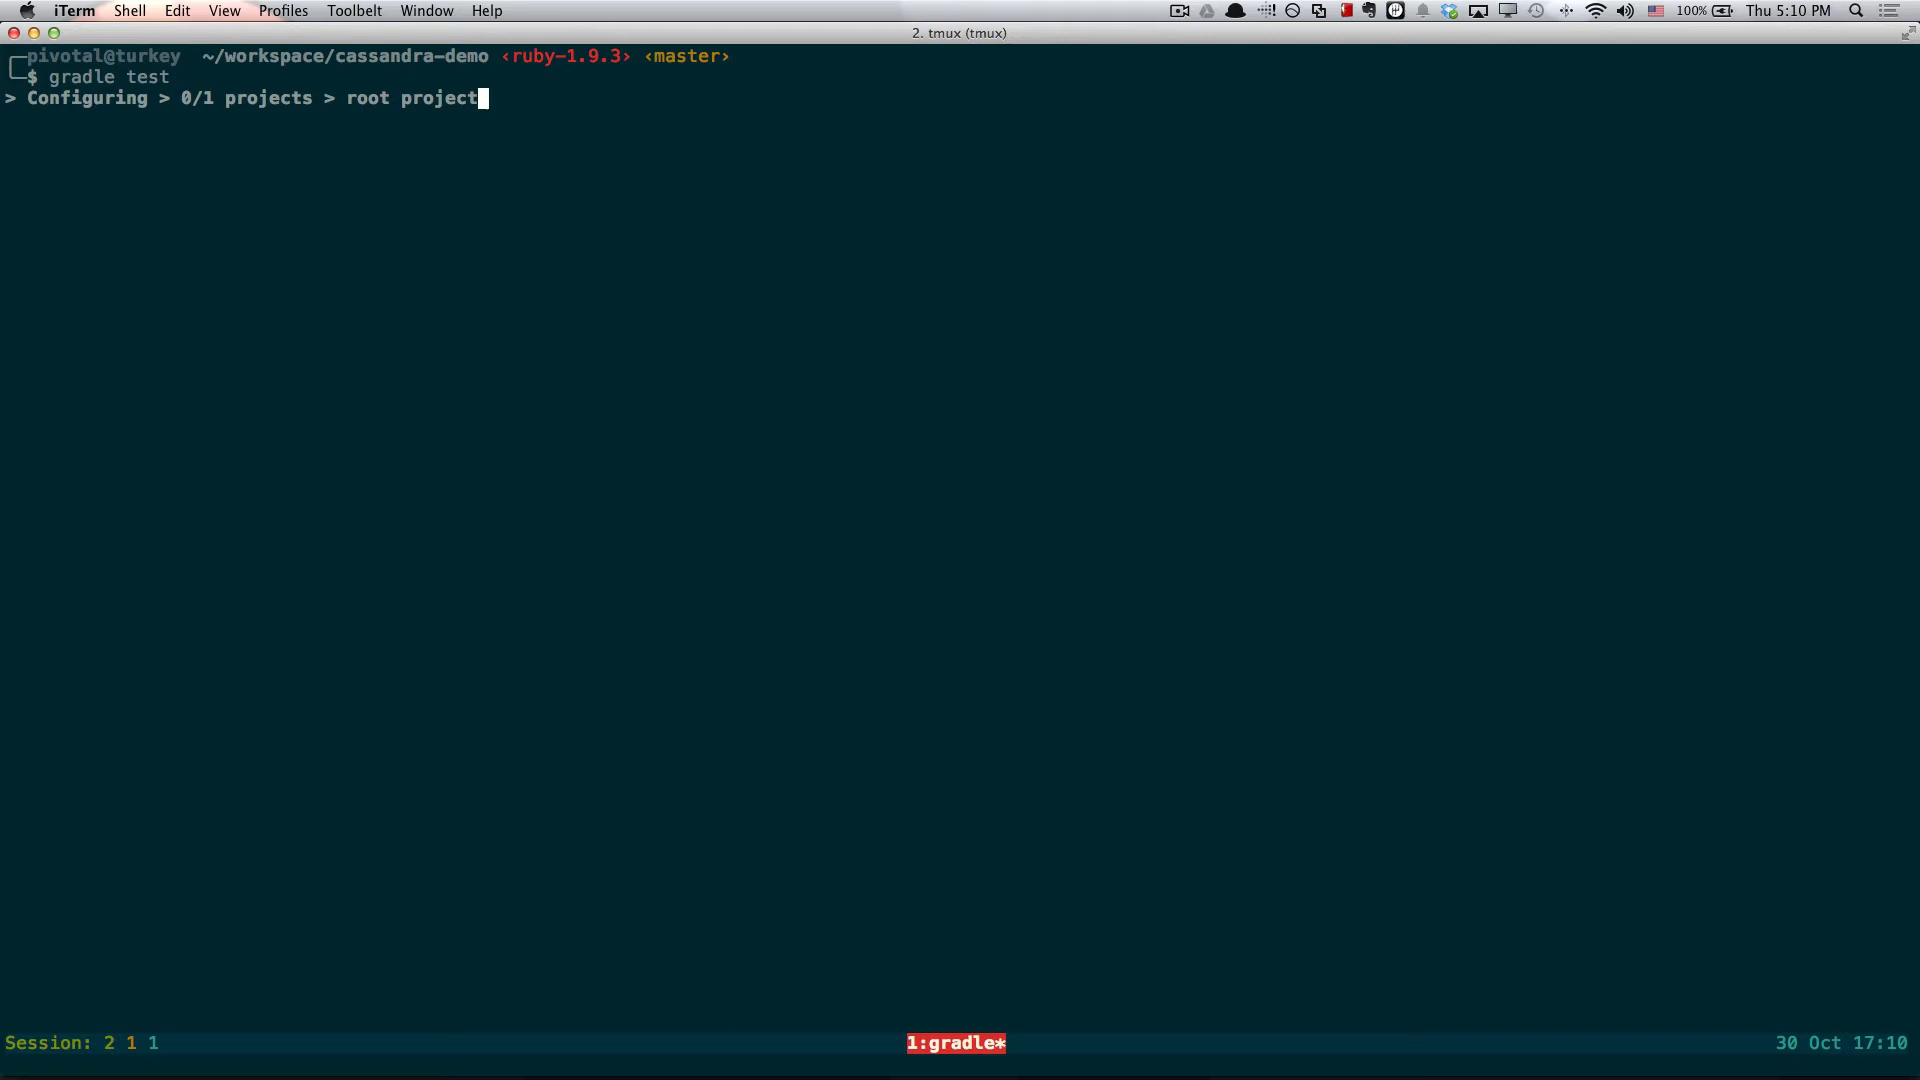 iTerm Shell Edit View Profiles Toolbelt Window Help 100% Thu 5:10 PM
2. tmux (tmux)
pivotal@turkey ~/workspace/cassandra-demo ‹ruby-1.9.3› ‹master›
$ gradle test
> Configuring > 0/1 projects > root project
Session: 2 1 1 1:gradle* 30 Oct 17:10